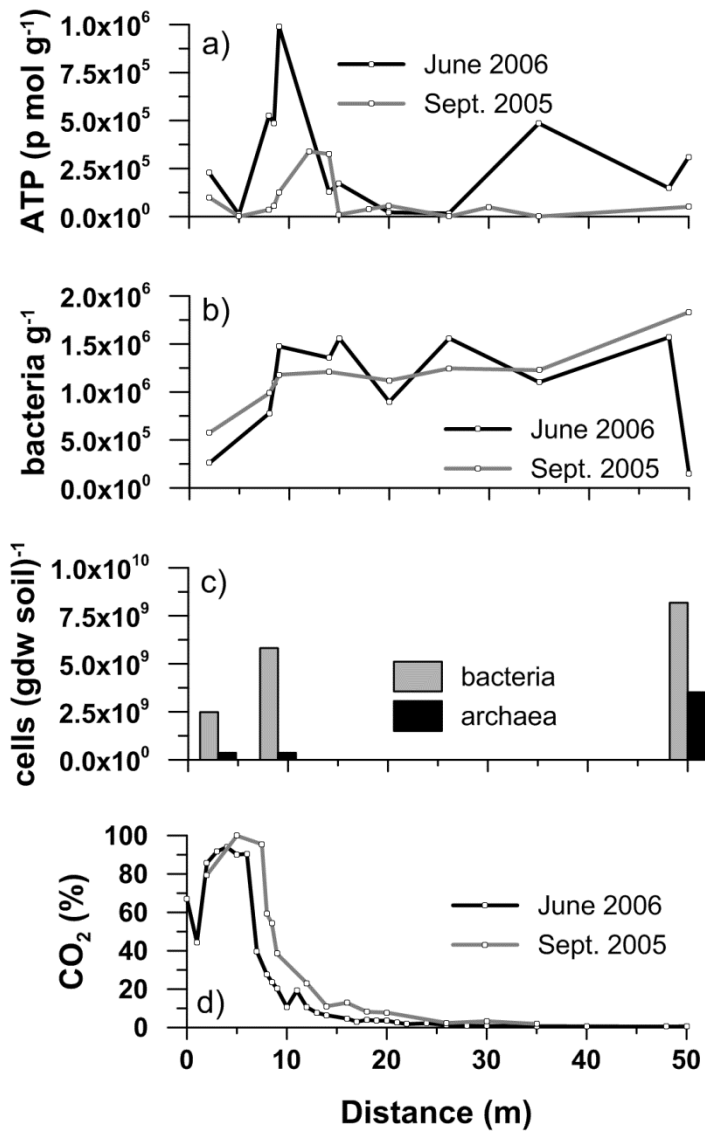 a)
ATP (p mol g⁻¹)
1.0x10⁶
7.5x10⁵
5.0x10⁵
2.5x10⁵
0.0x10⁰
June 2006
Sept. 2005
b)
bacteria g⁻¹
2.0x10⁶
1.5x10⁶
1.0x10⁶
5.0x10⁵
0.0x10⁰
June 2006
Sept. 2005
c)
cells (gdw soil)⁻¹
1.0x10¹⁰
7.5x10⁹
5.0x10⁹
2.5x10⁹
0.0x10⁰
bacteria
archaea
d)
CO₂ (%)
100
80
60
40
20
0
June 2006
Sept. 2005
0 10 20 30 40 50
Distance (m)